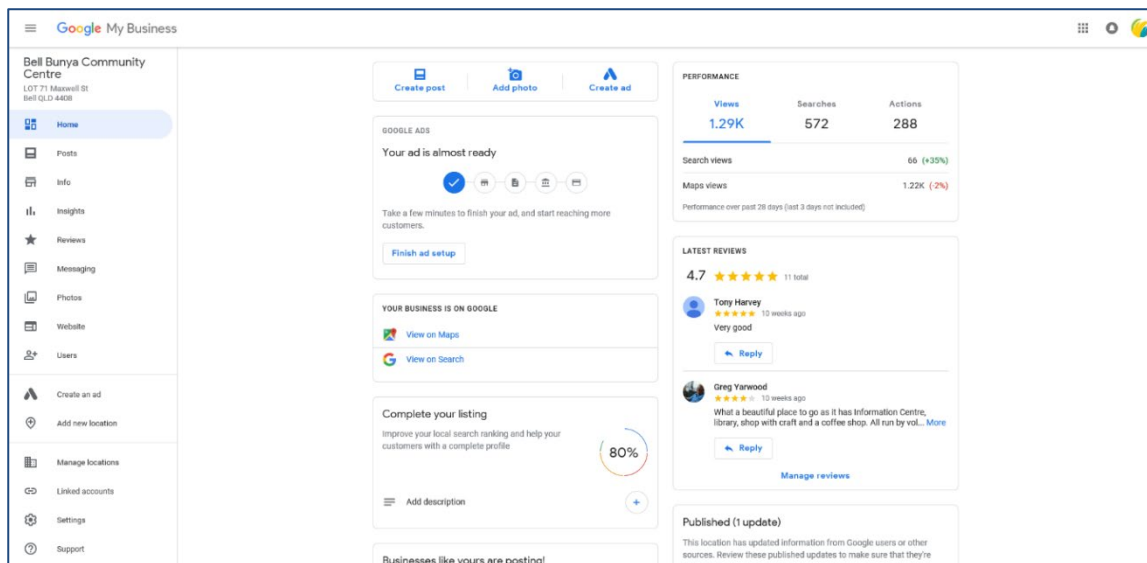 Google My Business
Bell Bunya Community
Centre
LOT 71 Maxwell St
Bell QLD 4408
Home
Posts
Info
Insights
Reviews
Messaging
Photos
Website
Users
Create an ad
Add new location
Manage locations
Linked accounts
Settings
Support
Create post
Add photo
Create ad
GOOGLE ADS
Your ad is almost ready
Take a few minutes to finish your ad, and start reaching more
customers.
Finish ad setup
YOUR BUSINESS IS ON GOOGLE
View on Maps
View on Search
Complete your listing
Improve your local search ranking and help your
customers with a complete profile
80%
Add description
Businesses like yours are posting!
PERFORMANCE
Views Searches Actions
1.29K 572 288
Search views 66 (+35%)
Maps views 1.22K (-2%)
Performance over past 28 days (last 3 days not included)
LATEST REVIEWS
4.7 11 total
Tony Harvey
10 weeks ago
Very good
Reply
Greg Yarwood
10 weeks ago
What a beautiful place to go as it has Information Centre,
library, shop with craft and a coffee shop. All run by vol... More
Reply
Manage reviews
Published (1 update)
This location has updated information from Google users or other
sources. Review these published updates to make sure that they're